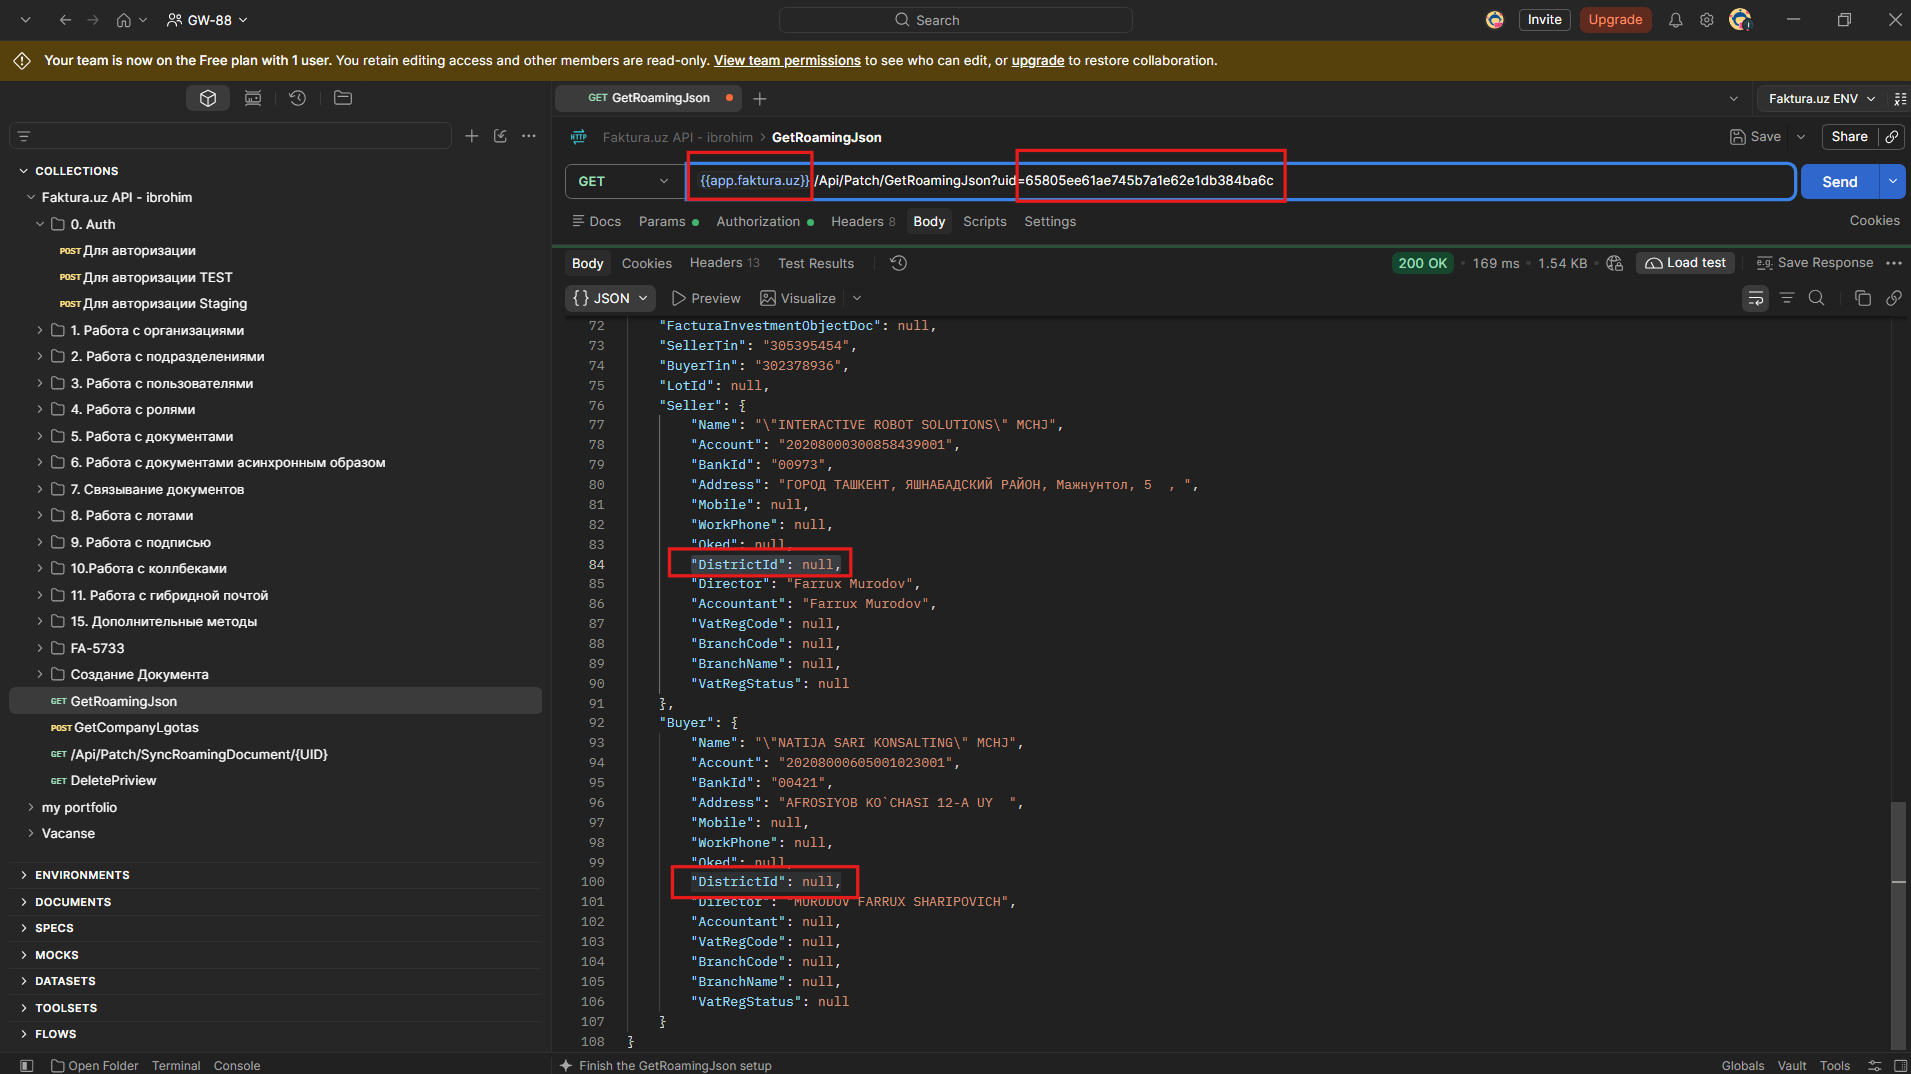 GW-88
Search
Invite
Upgrade
Your team is now on the Free plan with 1 user. You retain editing access and other members are read-only. View team permissions to see who can edit, or upgrade to restore collaboration.
GET GetRoamingJson
Faktura.uz ENV
Faktura.uz API - ibrohim > GetRoamingJson
Save
Share
COLLECTIONS
Faktura.uz API - ibrohim
0. Auth
POST Для авторизации
POST Для авторизации TEST
POST Для авторизации Staging
1. Работа с организациями
2. Работа с подразделениями
3. Работа с пользователями
4. Работа с ролями
5. Работа с документами
6. Работа с документами асинхронным образом
7. Связывание документов
8. Работа с лотами
9. Работа с подписью
10.Работа с коллбеками
11. Работа с гибридной почтой
15. Дополнительные методы
FA-5733
Создание Документа
GET GetRoamingJson
POST GetCompanyLgotas
GET /Api/Patch/SyncRoamingDocument/{UID}
GET DeletePriview
my portfolio
Vacanse
ENVIRONMENTS
DOCUMENTS
SPECS
MOCKS
DATASETS
TOOLSETS
FLOWS
GET
{{app.faktura.uz}}/Api/Patch/GetRoamingJson?uid=65805ee61ae745b7a1e62e1db384ba6c
Send
Docs Params Authorization Headers 8 Body Scripts Settings
Cookies
Body Cookies Headers 13 Test Results
200 OK • 169 ms • 1.54 KB
Load test
e.g. Save Response
{} JSON Preview Visualize
72 "FacturaInvestmentObjectDoc": null,
73 "SellerTin": "305395454",
74 "BuyerTin": "302378936",
75 "LotId": null,
76 "Seller": {
77 "Name": "\"INTERACTIVE ROBOT SOLUTIONS\" MCHJ",
78 "Account": "20208000300858439001",
79 "BankId": "00973",
80 "Address": "ГОРОД ТАШКЕНТ, ЯШНАБАДСКИЙ РАЙОН, Мажнунтол, 5  , ",
81 "Mobile": null,
82 "WorkPhone": null,
83 "Oked": null,
84 "DistrictId": null,
85 "Director": "Farrux Murodov",
86 "Accountant": "Farrux Murodov",
87 "VatRegCode": null,
88 "BranchCode": null,
89 "BranchName": null,
90 "VatRegStatus": null
91 },
92 "Buyer": {
93 "Name": "\"NATIJA SARI KONSALTING\" MCHJ",
94 "Account": "20208000605001023001",
95 "BankId": "00421",
96 "Address": "AFROSIYOB KO`CHASI 12-A UY  ",
97 "Mobile": null,
98 "WorkPhone": null,
99 "Oked": null,
100 "DistrictId": null,
101 "Director": "MURODOV FARRUX SHARIPOVICH",
102 "Accountant": null,
103 "VatRegCode": null,
104 "BranchCode": null,
105 "BranchName": null,
106 "VatRegStatus": null
107 }
108 }
Open Folder Terminal Console
Finish the GetRoamingJson setup
Globals Vault Tools